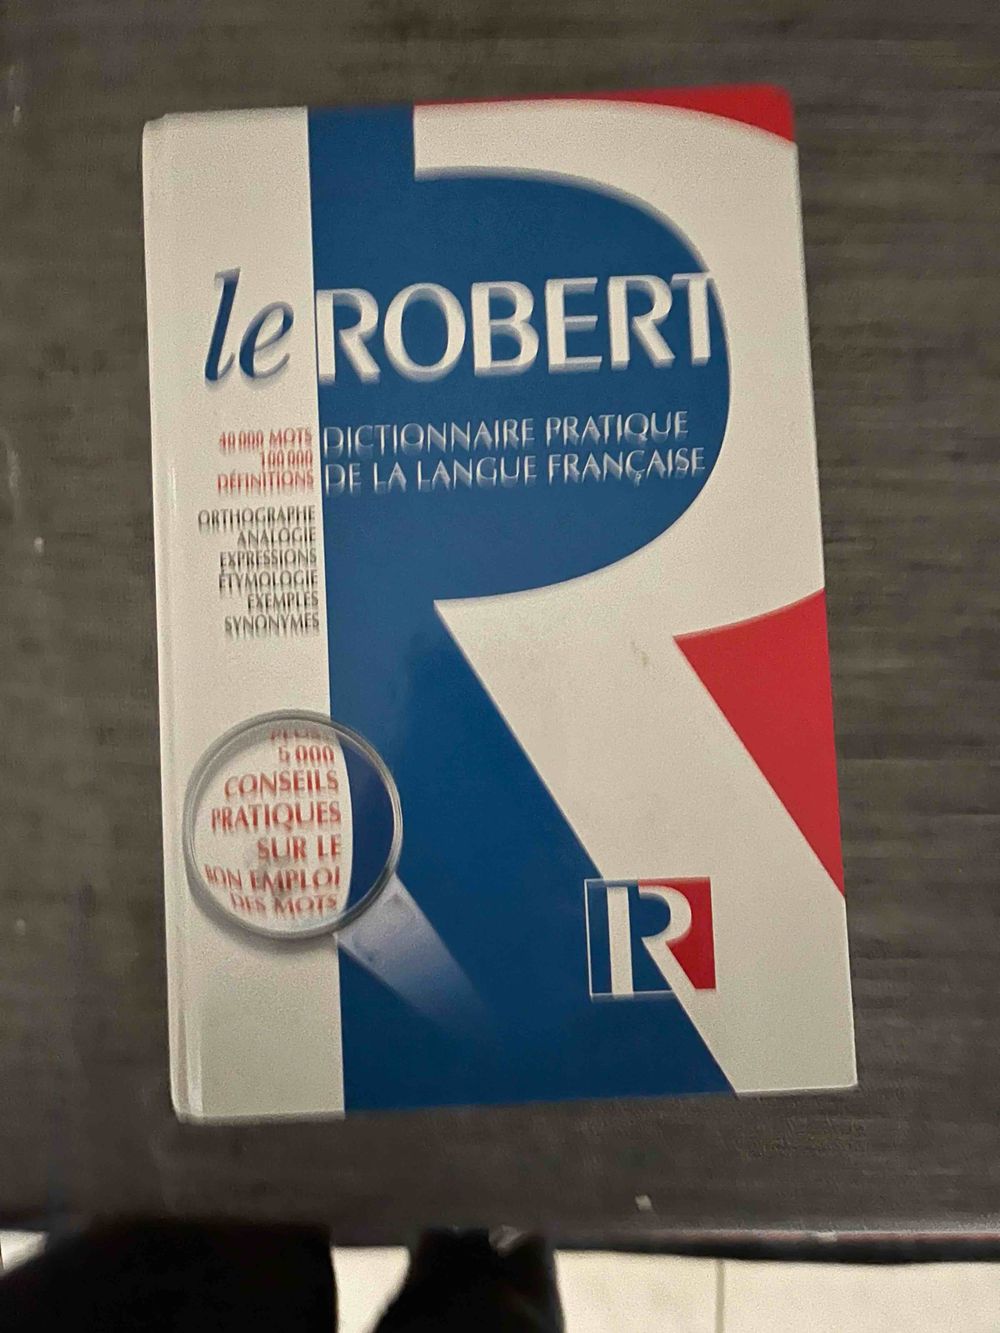 le ROBERT
DICTIONNAIRE PRATIQUE
DE LA LANGUE FRANÇAISE
40 000 MOTS
100 000
DÉFINITIONS
ORTHOGRAPHE
ANALOGIE
EXPRESSIONS
ÉTYMOLOGIE
EXEMPLES
SYNONYMES
5 000
CONSEILS
PRATIQUES
SUR LE
BON EMPLOI
DES MOTS
R